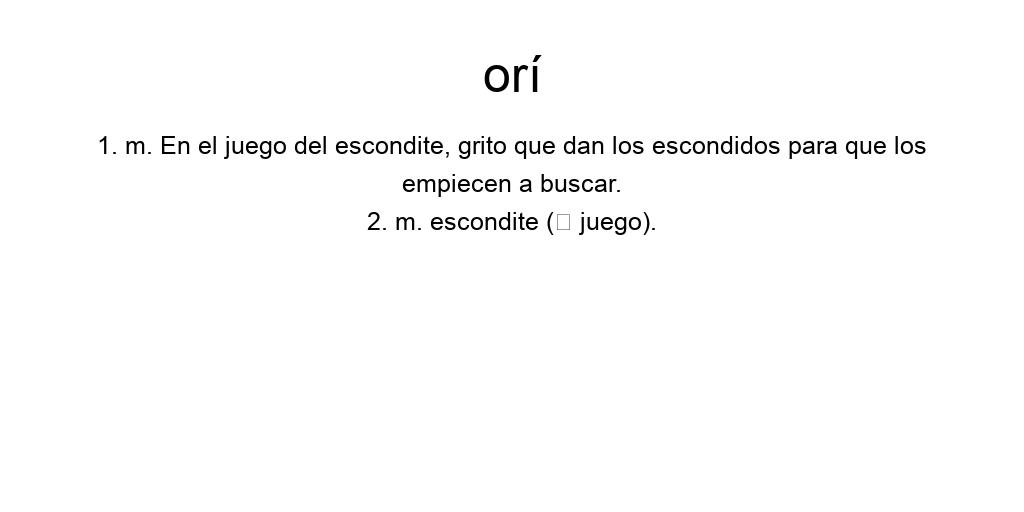 orí
1. m. En el juego del escondite, grito que dan los escondidos para que los
empiecen a buscar.
2. m. escondite (□ juego).